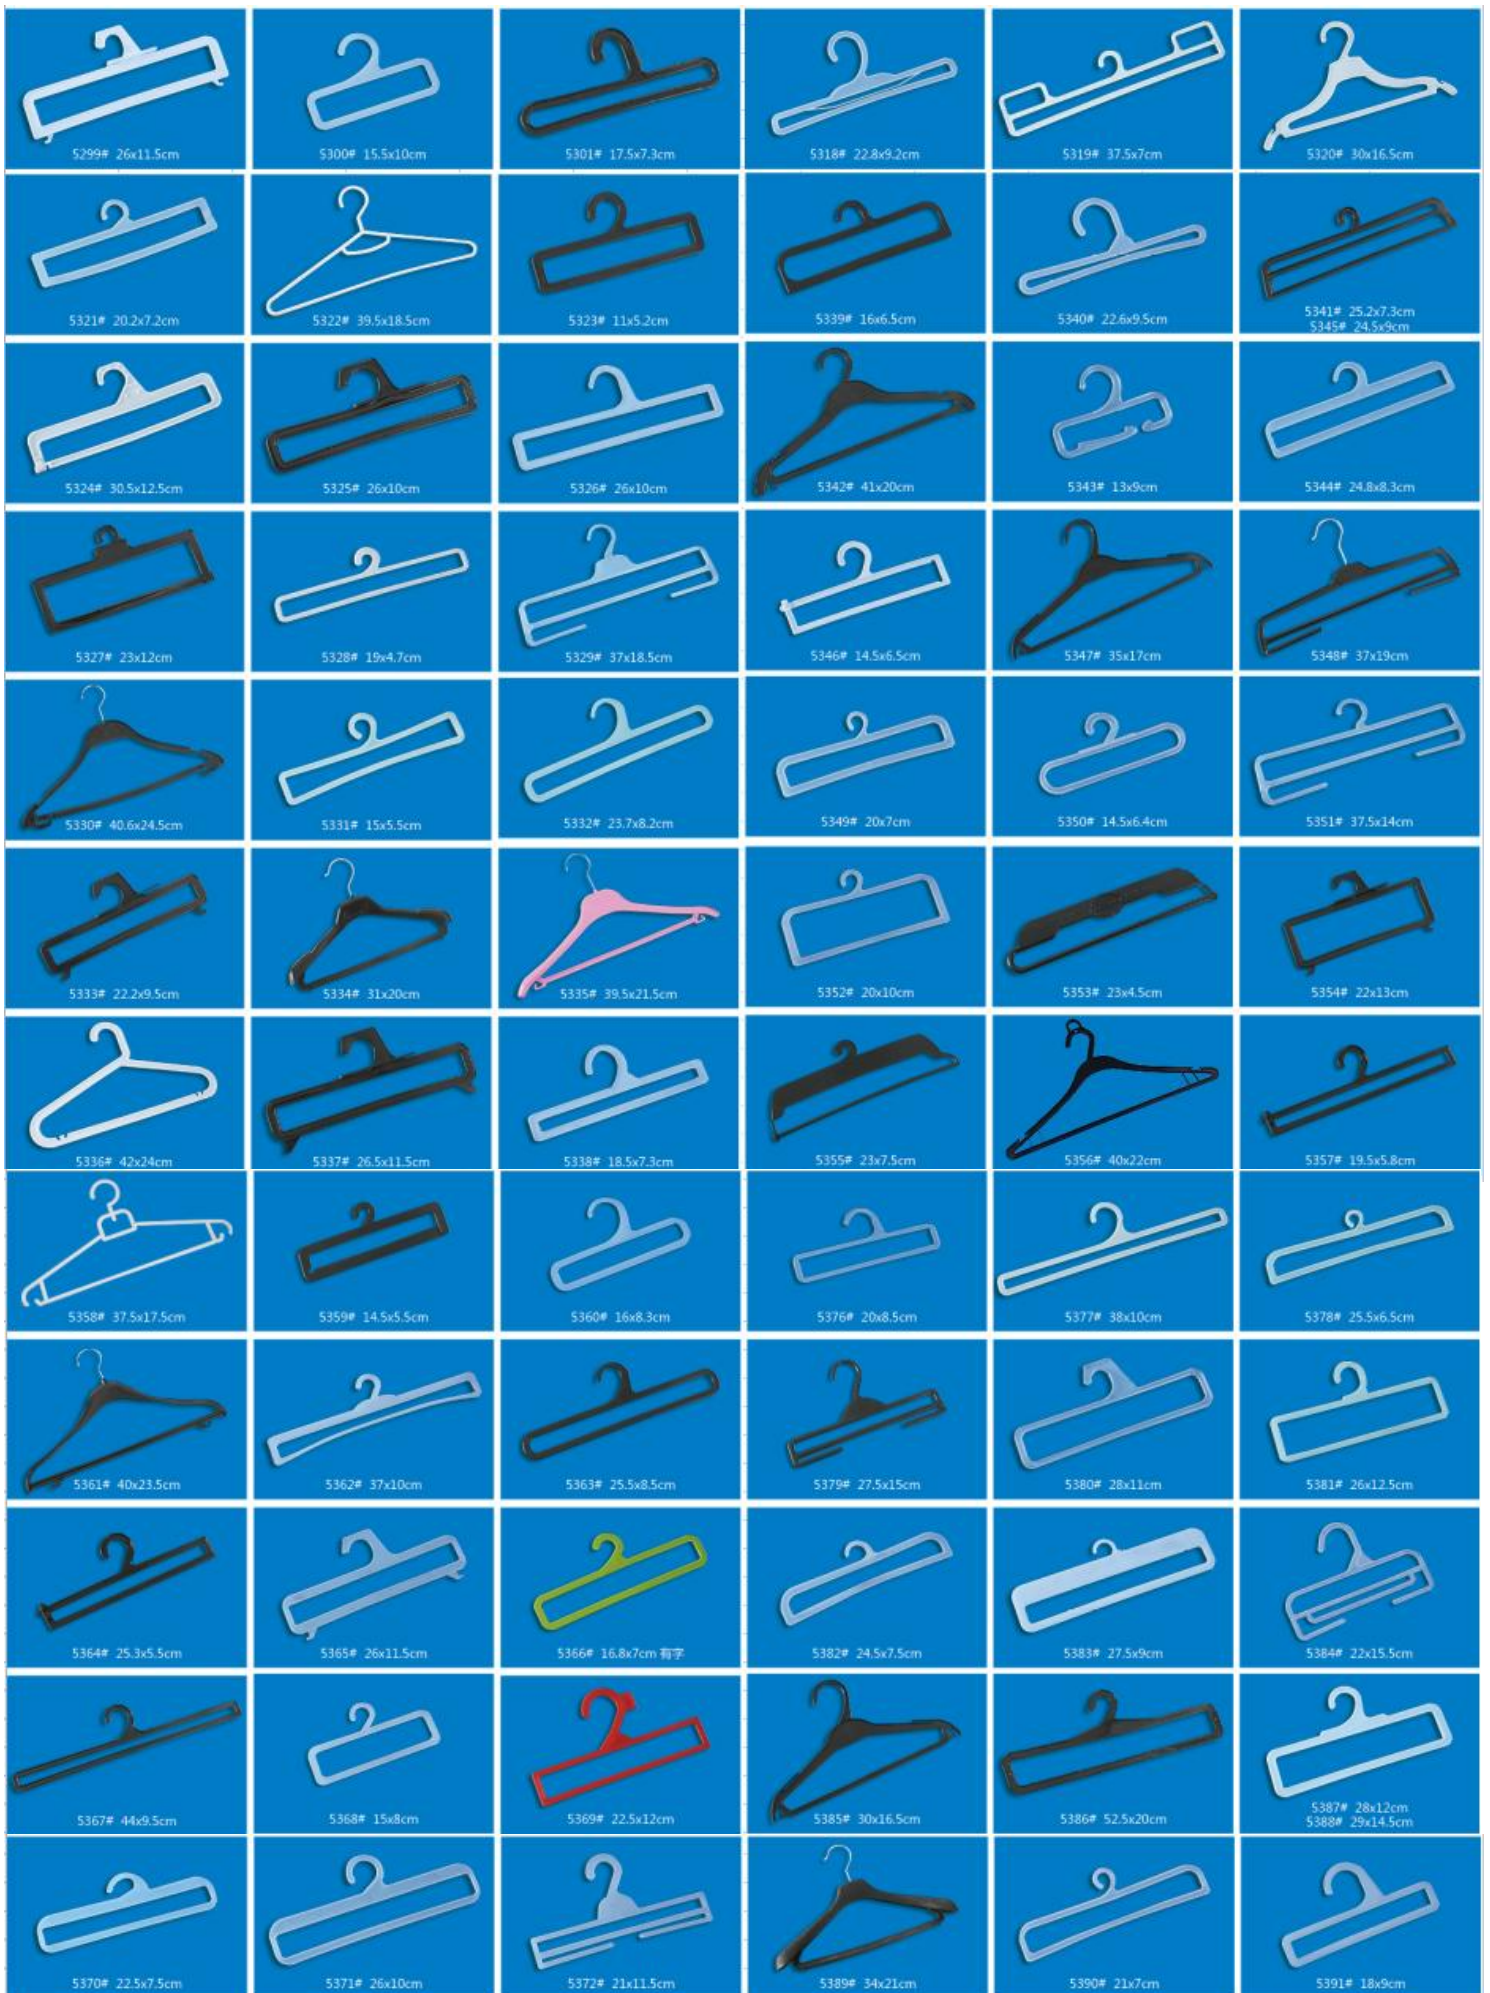 5299# 26x11.5cm
5300# 15.5x10cm
5301# 17.5x7.3cm
5318# 22.8x9.2cm
5319# 37.5x7cm
5320# 30x16.5cm
5321# 20.2x7.2cm
5322# 39.5x18.5cm
5323# 11x5.2cm
5339# 16x6.5cm
5340# 22.6x9.5cm
5341# 25.2x7.3cm
5345# 24.5x9cm
5324# 30.5x12.5cm
5325# 26x10cm
5326# 26x10cm
5342# 41x20cm
5343# 13x9cm
5344# 24.8x8.3cm
5327# 23x12cm
5328# 19x4.7cm
5329# 37x18.5cm
5346# 14.5x6.5cm
5347# 35x17cm
5348# 37x19cm
5330# 40.6x24.5cm
5331# 15x5.5cm
5332# 23.7x8.2cm
5349# 20x7cm
5350# 14.5x6.4cm
5351# 37.5x14cm
5333# 22.2x9.5cm
5334# 31x20cm
5335# 39.5x21.5cm
5352# 20x10cm
5353# 23x4.5cm
5354# 22x13cm
5336# 42x24cm
5337# 26.5x11.5cm
5338# 18.5x7.3cm
5355# 23x7.5cm
5356# 40x22cm
5357# 19.5x5.8cm
5358# 37.5x17.5cm
5359# 14.5x5.5cm
5360# 16x8.3cm
5376# 20x8.5cm
5377# 38x10cm
5378# 25.5x6.5cm
5361# 40x23.5cm
5362# 37x10cm
5363# 25.5x8.5cm
5379# 27.5x15cm
5380# 28x11cm
5381# 26x12.5cm
5364# 25.3x5.5cm
5365# 26x11.5cm
5366# 16.8x7cm 有字
5382# 24.5x7.5cm
5383# 27.5x9cm
5384# 22x15.5cm
5367# 44x9.5cm
5368# 15x8cm
5369# 22.5x12cm
5385# 30x16.5cm
5386# 52.5x20cm
5387# 28x12cm
5388# 29x14.5cm
5370# 22.5x7.5cm
5371# 26x10cm
5372# 21x11.5cm
5389# 34x21cm
5390# 21x7cm
5391# 18x9cm